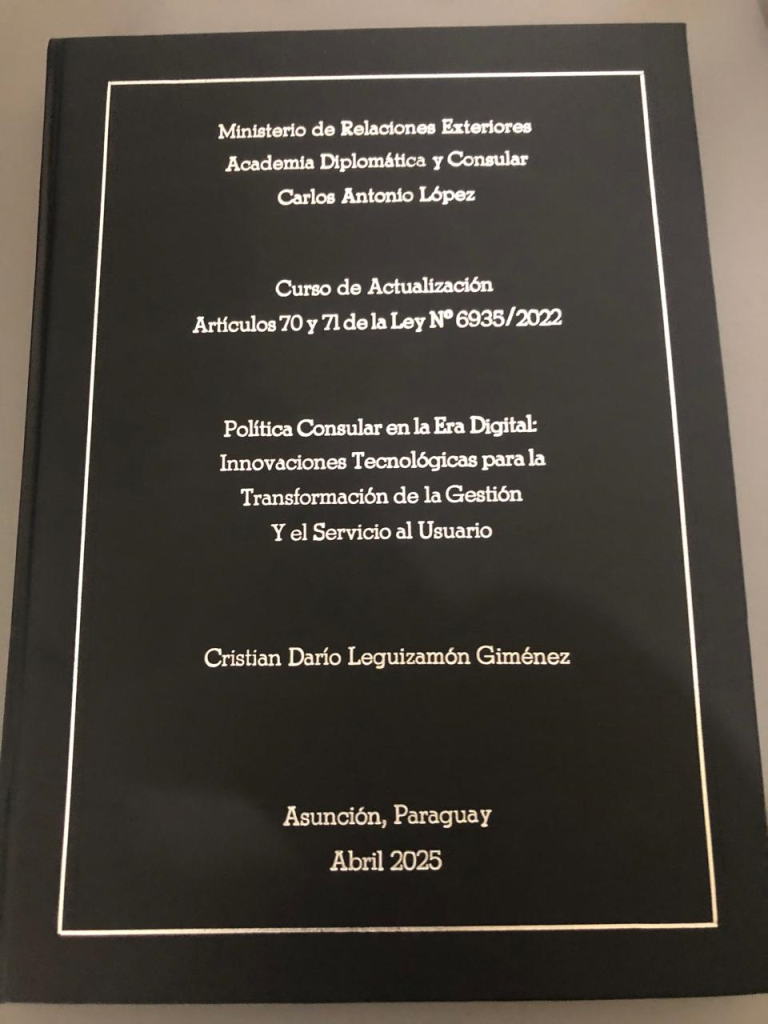 Ministerio de Relaciones Exteriores
Academia Diplomática y Consular
Carlos Antonio López
Curso de Actualización
Artículos 70 y 71 de la Ley Nº 6935/2022
Política Consular en la Era Digital:
Innovaciones Tecnológicas para la
Transformación de la Gestión
Y el Servicio al Usuario
Cristian Darío Leguizamón Giménez
Asunción, Paraguay
Abril 2025